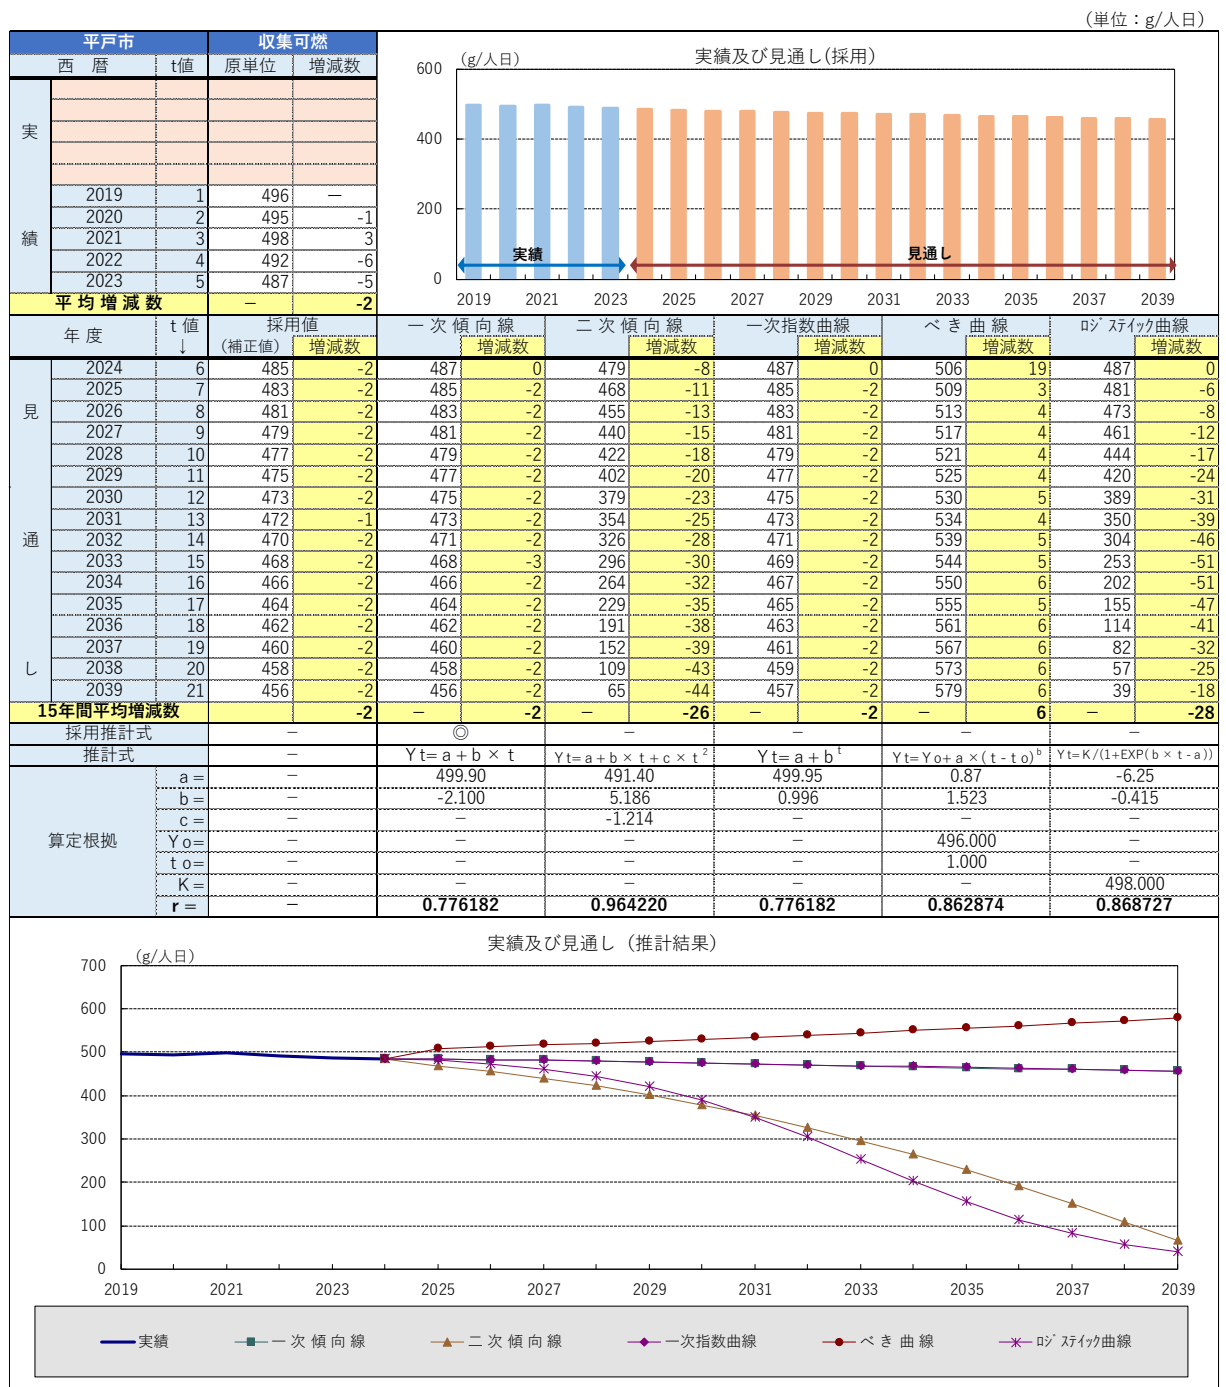 （単位：g/人日）
平戸市 収集可燃
西 暦 t値 原単位 増減数
実
績
2019 1 496 －
2020 2 495 -1
2021 3 498 3
2022 4 492 -6
2023 5 487 -5
平 均 増 減 数 － -2
実績及び見通し(採用)
(g/人日)
600
400
200
0
実績 見通し
2019 2021 2023 2025 2027 2029 2031 2033 2035 2037 2039
年 度 t 値 ↓ 採用値 （補正値） 増減数 一 次 傾 向 線 増減数 二 次 傾 向 線 増減数 一次指数曲線 増減数 べ き 曲 線 増減数 ﾛｼﾞｽﾃｲｯｸ曲線 増減数
見
通
し
2024 6 485 -2 487 0 479 -8 487 0 506 19 487 0
2025 7 483 -2 485 -2 468 -11 485 -2 509 3 481 -6
2026 8 481 -2 483 -2 455 -13 483 -2 513 4 473 -8
2027 9 479 -2 481 -2 440 -15 481 -2 517 4 461 -12
2028 10 477 -2 479 -2 422 -18 479 -2 521 4 444 -17
2029 11 475 -2 477 -2 402 -20 477 -2 525 4 420 -24
2030 12 473 -2 475 -2 379 -23 475 -2 530 5 389 -31
2031 13 472 -1 473 -2 354 -25 473 -2 534 4 350 -39
2032 14 470 -2 471 -2 326 -28 471 -2 539 5 304 -46
2033 15 468 -2 468 -3 296 -30 469 -2 544 5 253 -51
2034 16 466 -2 466 -2 264 -32 467 -2 550 6 202 -51
2035 17 464 -2 464 -2 229 -35 465 -2 555 5 155 -47
2036 18 462 -2 462 -2 191 -38 463 -2 561 6 114 -41
2037 19 460 -2 460 -2 152 -39 461 -2 567 6 82 -32
2038 20 458 -2 458 -2 109 -43 459 -2 573 6 57 -25
2039 21 456 -2 456 -2 65 -44 457 -2 579 6 39 -18
15年間平均増減数 -2 － -2 － -26 － -2 － 6 － -28
採用推計式 － ◎ － － － －
推計式 － Ｙt=ａ+ｂ×ｔ Ｙt=ａ+ｂ×ｔ+ｃ×ｔ² Ｙt=ａ+ｂᵗ Ｙt=Ｙo+ａ×(ｔ-ｔo)ᵇ Ｙt=Ｋ/(1+EXP(ｂ×ｔ-ａ))
算定根拠
ａ= － 499.90 491.40 499.95 0.87 -6.25
ｂ= － -2.100 5.186 0.996 1.523 -0.415
ｃ= － － -1.214 － － －
Ｙo= － － － － 496.000 －
ｔo= － － － － 1.000 －
Ｋ= － － － － － 498.000
ｒ= － 0.776182 0.964220 0.776182 0.862874 0.868727
実績及び見通し（推計結果）
(g/人日)
700
600
500
400
300
200
100
0
2019 2021 2023 2025 2027 2029 2031 2033 2035 2037 2039
実績 一 次 傾 向 線 二 次 傾 向 線 一次指数曲線 べ き 曲 線 ﾛｼﾞｽﾃｲｯｸ曲線